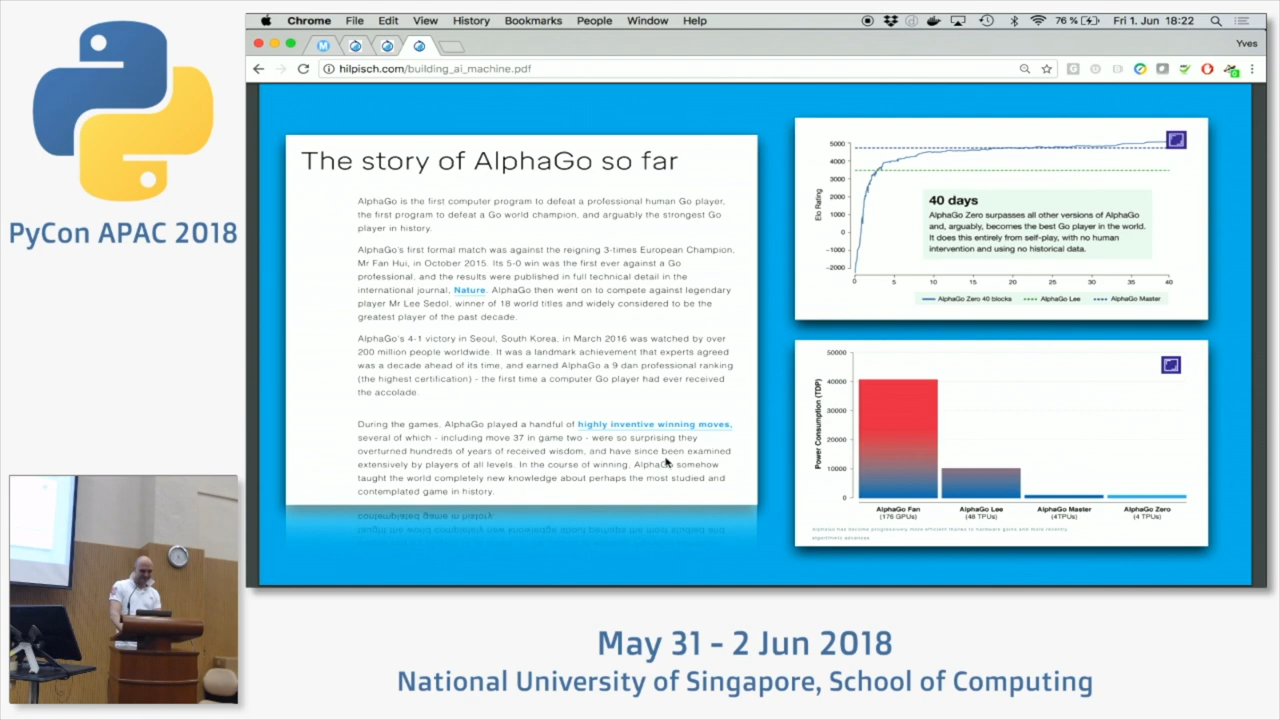 Chrome File Edit View History Bookmarks People Window Help
76 % Fri 1. Jun 18:22
Yves
hilpisch.com/building_ai_machine.pdf
PyCon APAC 2018
The story of AlphaGo so far
AlphaGo is the first computer program to defeat a professional human Go player,
the first program to defeat a Go world champion, and arguably the strongest Go
player in history.
AlphaGo's first formal match was against the reigning 3-times European Champion,
Mr Fan Hui, in October 2015. Its 5-0 win was the first ever against a Go
professional, and the results were published in full technical detail in the
international journal, Nature. AlphaGo then went on to compete against legendary
player Mr Lee Sedol, winner of 18 world titles and widely considered to be the
greatest player of the past decade.
AlphaGo's 4-1 victory in Seoul, South Korea, in March 2016 was watched by over
200 million people worldwide. It was a landmark achievement that experts agreed
was a decade ahead of its time, and earned AlphaGo a 9 dan professional ranking
(the highest certification) - the first time a computer Go player had ever received
the accolade.
During the games, AlphaGo played a handful of highly inventive winning moves,
several of which - including move 37 in game two - were so surprising they
overturned hundreds of years of received wisdom, and have since been examined
extensively by players of all levels. In the course of winning, AlphaGo somehow
taught the world completely new knowledge about perhaps the most studied and
contemplated game in history.
Elo Rating
5000
4000
3000
2000
1000
0
-1000
-2000
40 days
AlphaGo Zero surpasses all other versions of AlphaGo
and, arguably, becomes the best Go player in the world.
It does this entirely from self-play, with no human
intervention and using no historical data.
0 5 10 15 20 25 30 35 40
AlphaGo Zero 40 blocks AlphaGo Lee AlphaGo Master
Power Consumption (TDP)
50000
40000
30000
20000
10000
0
AlphaGo Fan AlphaGo Lee AlphaGo Master AlphaGo Zero
(176 GPUs) (48 TPUs) (4TPUs) (4 TPUs)
AlphaGo has become progressively more efficient thanks to hardware gains and more recently
algorithmic advances
May 31 - 2 Jun 2018
National University of Singapore, School of Computing